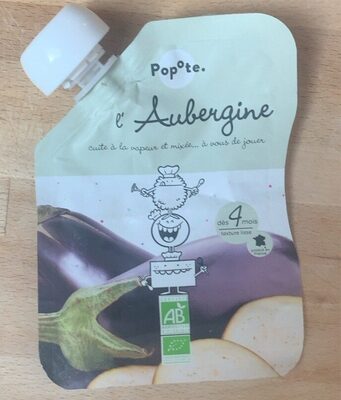 Popote.
l'Aubergine
cuite à la vapeur et mixée... à vous de jouer
dès 4 mois
texture lisse
AB